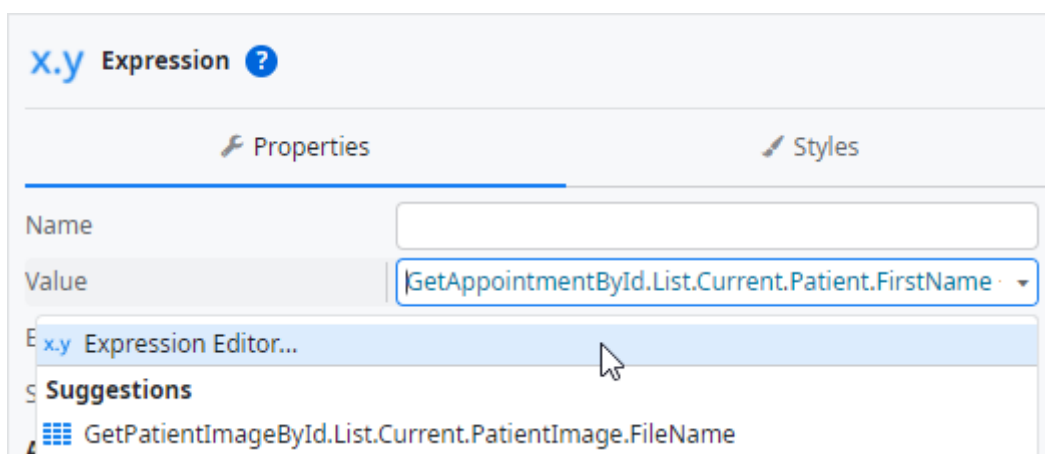 x.y Expression ?
Properties Styles
Name
Value GetAppointmentById.List.Current.Patient.FirstName
E x.y Expression Editor...
S Suggestions
GetPatientImageById.List.Current.PatientImage.FileName